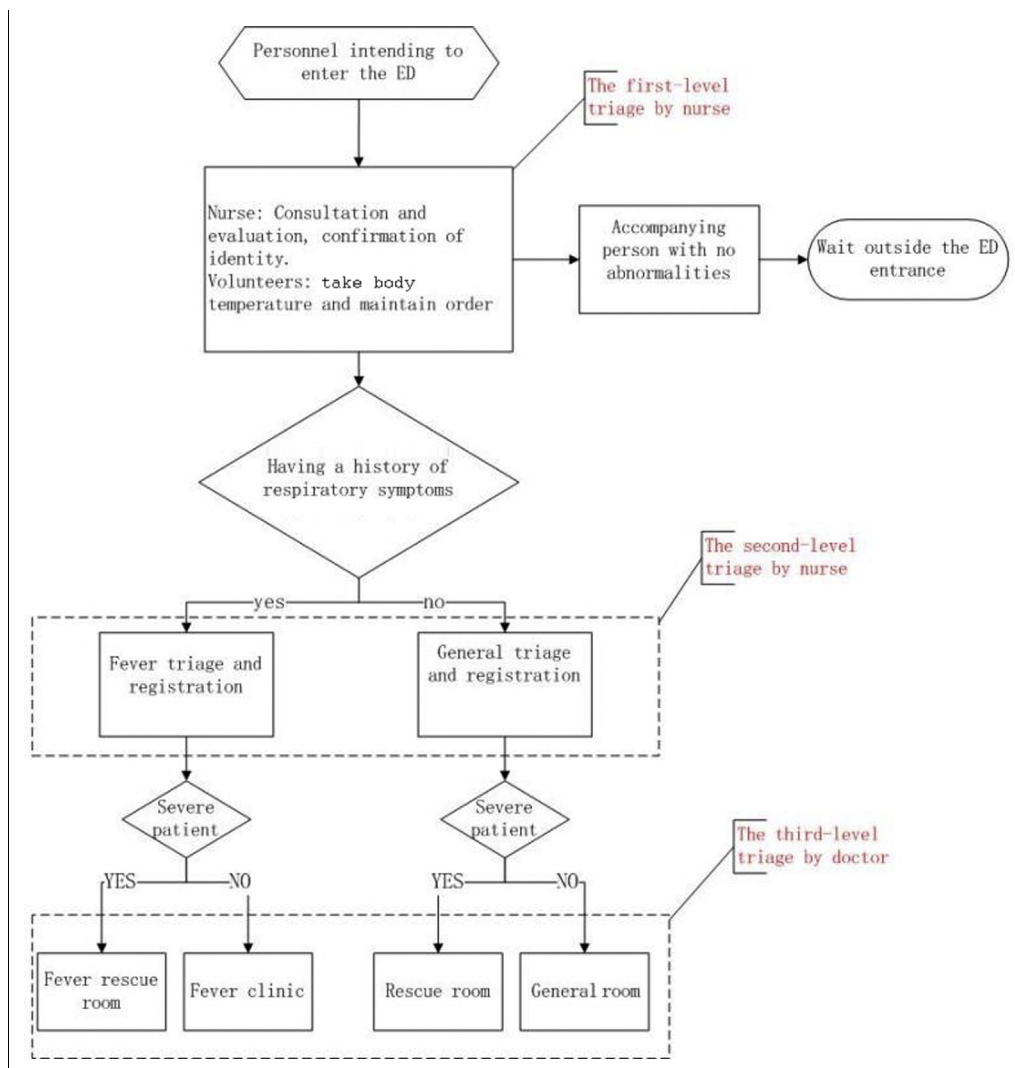 Personnel intending to
enter the ED
The first-level
triage by nurse
Nurse: Consultation and
evaluation, confirmation of
identity.
Volunteers: take body
temperature and maintain order
Accompanying
person with no
abnormalities
Wait outside the ED
entrance
Having a history of
respiratory symptoms
The second-level
triage by nurse
yes
no
Fever triage and
registration
General triage
and registration
Severe
patient
Severe
patient
The third-level
triage by doctor
YES
NO
YES
NO
Fever rescue
room
Fever clinic
Rescue room
General room